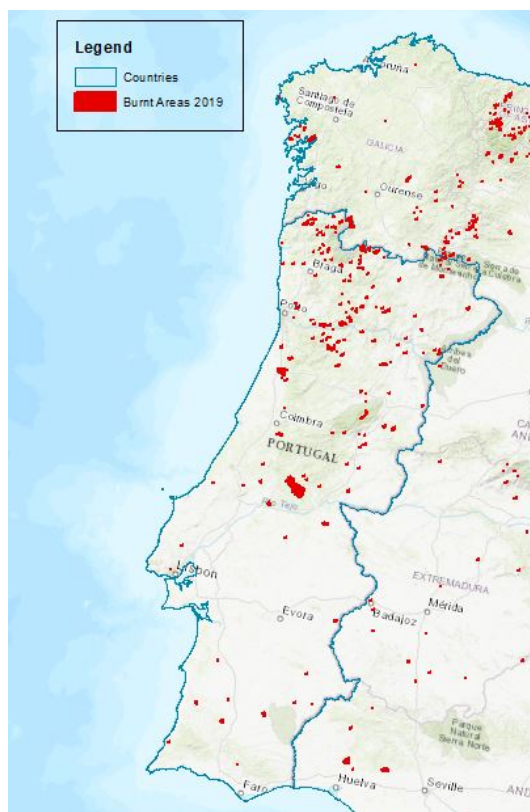 Legend
Countries
Burnt Areas 2019
Santiago de
Compostela
GALICIA
Ourense
Braga
Porto
Coimbra
PORTUGAL
Lisbon
EXTREMADURA
Evora
Badajoz
Mérida
Parque
Natural
Sierra Norte
Faro
Huelva
Seville